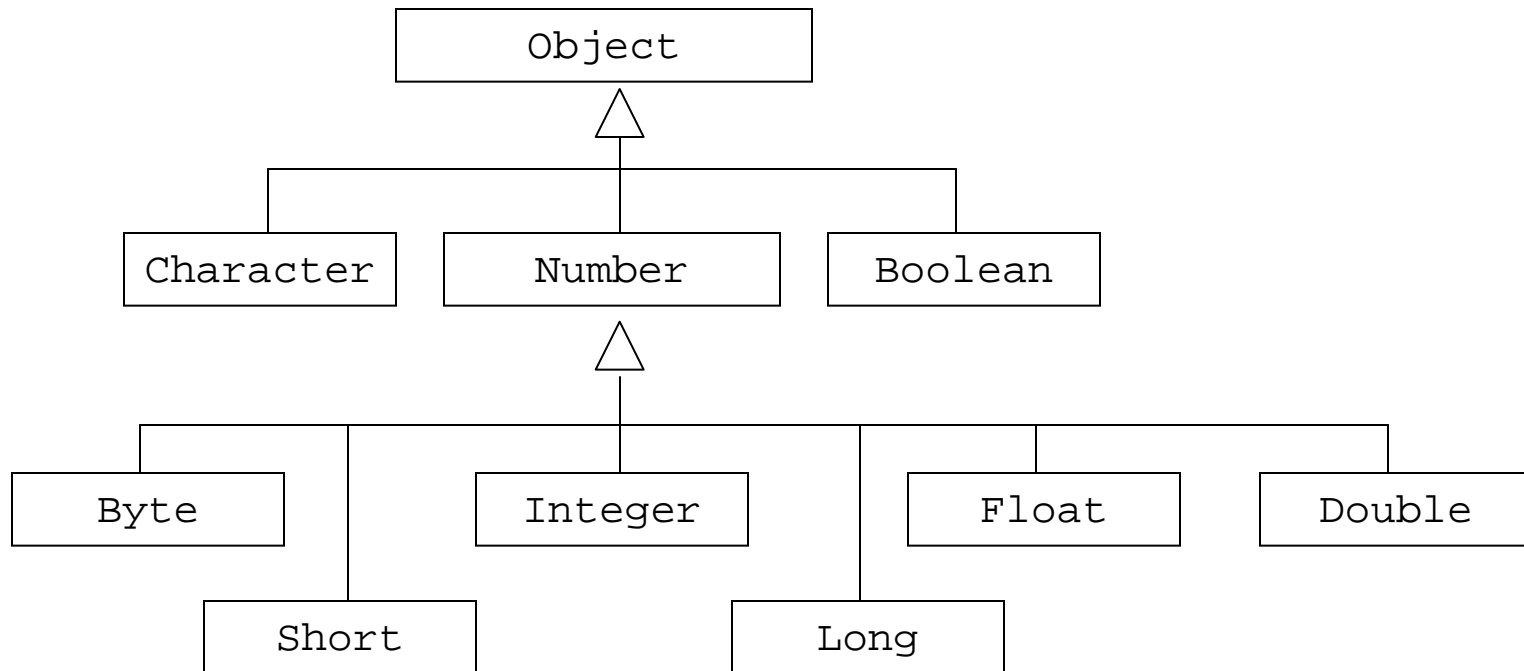 Object
Character
Number
Boolean
Byte
Integer
Float
Double
Short
Long